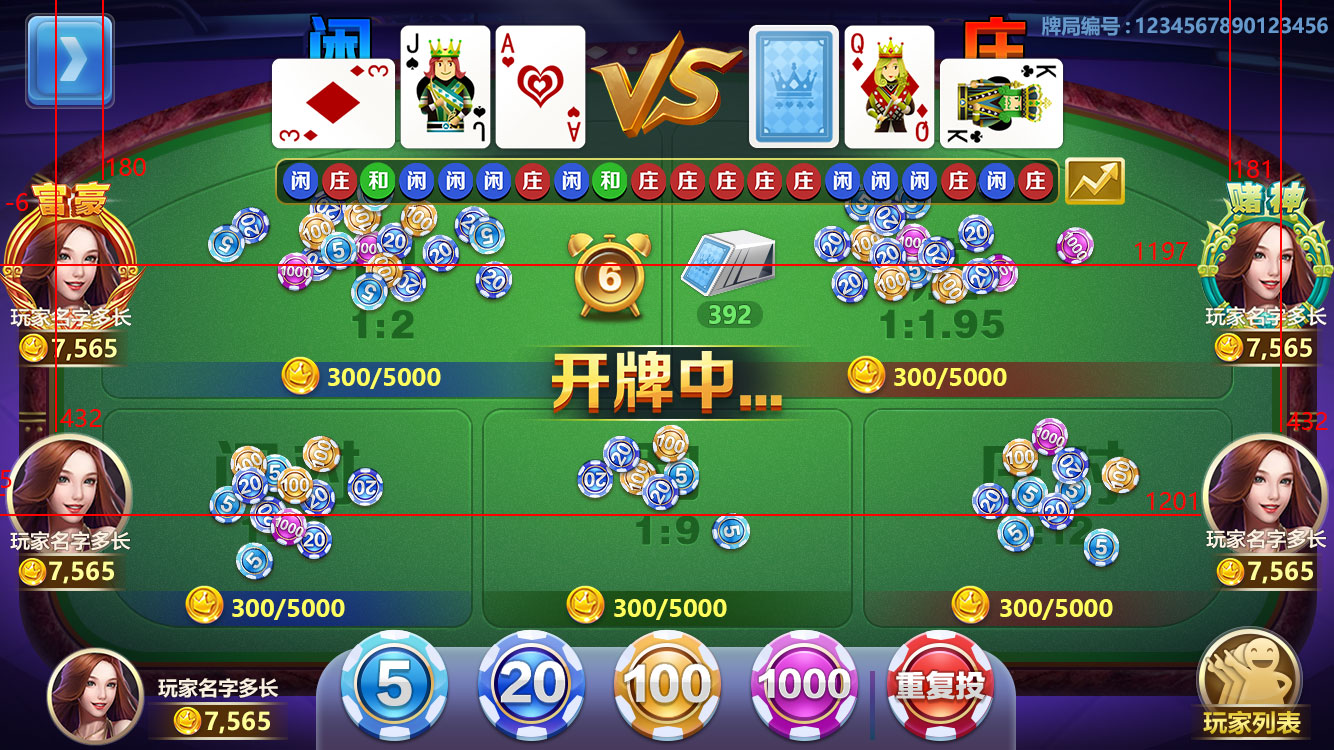 闲
VS
庄
牌局编号:1234567890123456
3
3
J
J
A
A
Q
Q
K
K
180
181
闲 庄 和 闲 闲 闲 庄 闲 和 庄 庄 庄 庄 庄 闲 闲 闲 庄 闲 庄
-6
富豪
赌神
1197
6
392
玩家名字多长
7,565
1:2
1:1.95
玩家名字多长
7,565
300/5000
开牌中...
300/5000
432
432
5
1201
1:9
玩家名字多长
7,565
玩家名字多长
7,565
300/5000
300/5000
300/5000
玩家名字多长
7,565
5
20
100
1000
重复投
玩家列表